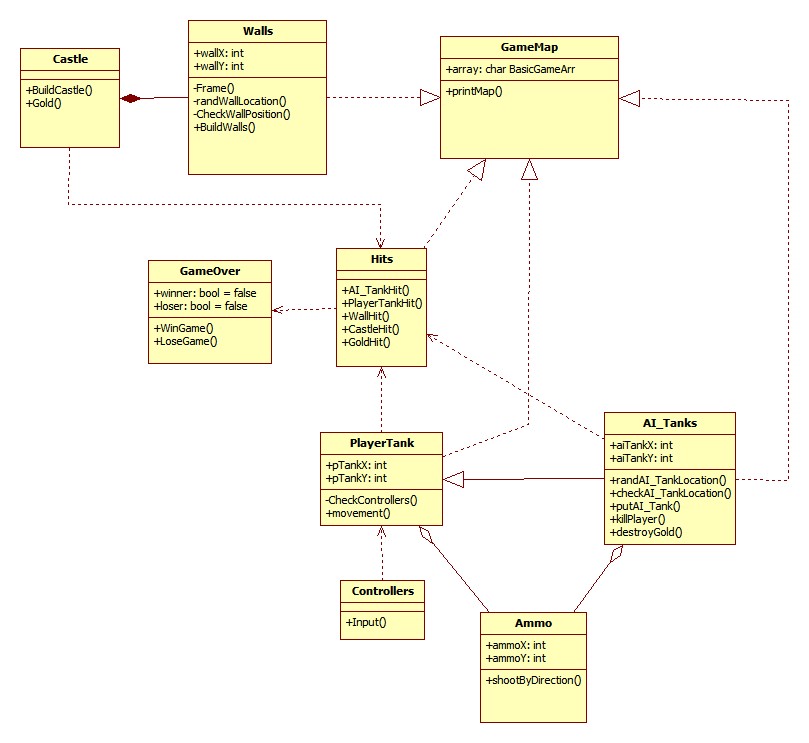 Castle
+BuildCastle()
+Gold()
Walls
+wallX: int
+wallY: int
-Frame()
-randWallLocation()
-CheckWallPosition()
+BuildWalls()
GameMap
+array: char BasicGameArr
+printMap()
GameOver
+winner: bool = false
+loser: bool = false
+WinGame()
+LoseGame()
Hits
+AI_TankHit()
+PlayerTankHit()
+WallHit()
+CastleHit()
+GoldHit()
PlayerTank
+pTankX: int
+pTankY: int
-CheckControllers()
+movement()
AI_Tanks
+aiTankX: int
+aiTankY: int
+randAI_TankLocation()
+checkAI_TankLocation()
+putAI_Tank()
+killPlayer()
+destroyGold()
Controllers
+Input()
Ammo
+ammoX: int
+ammoY: int
+shootByDirection()